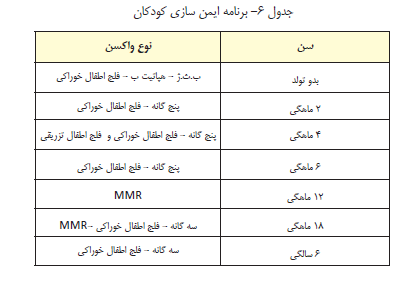 جدول ۶– برنامه ایمن سازی کودکان
سن نوع واکسن
بدو تولد ب.ث.ژ - هپاتیت ب - فلج اطفال خوراکی
۲ ماهگی پنج گانه - فلج اطفال خوراکی
۴ ماهگی پنج گانه - فلج اطفال خوراکی و فلج اطفال تزریقی
۶ ماهگی پنج گانه - فلج اطفال خوراکی
۱۲ ماهگی MMR
۱۸ ماهگی سه گانه - فلج اطفال خوراکی -MMR
۶ سالگی سه گانه - فلج اطفال خوراکی